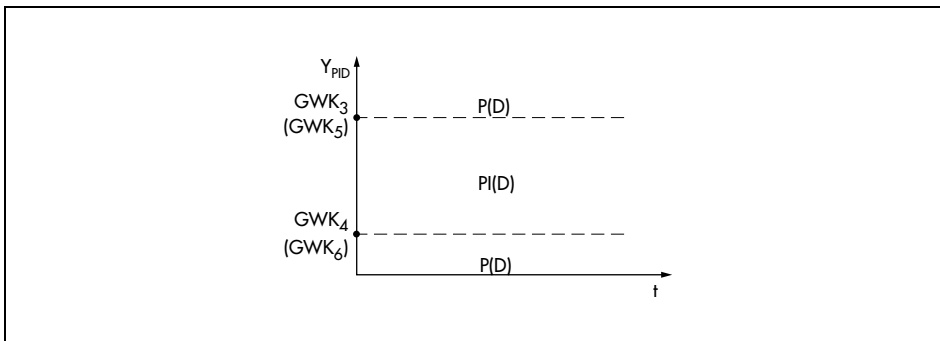 Y_PID
GWK_3
(GWK_5)
P(D)
PI(D)
GWK_4
(GWK_6)
P(D)
t